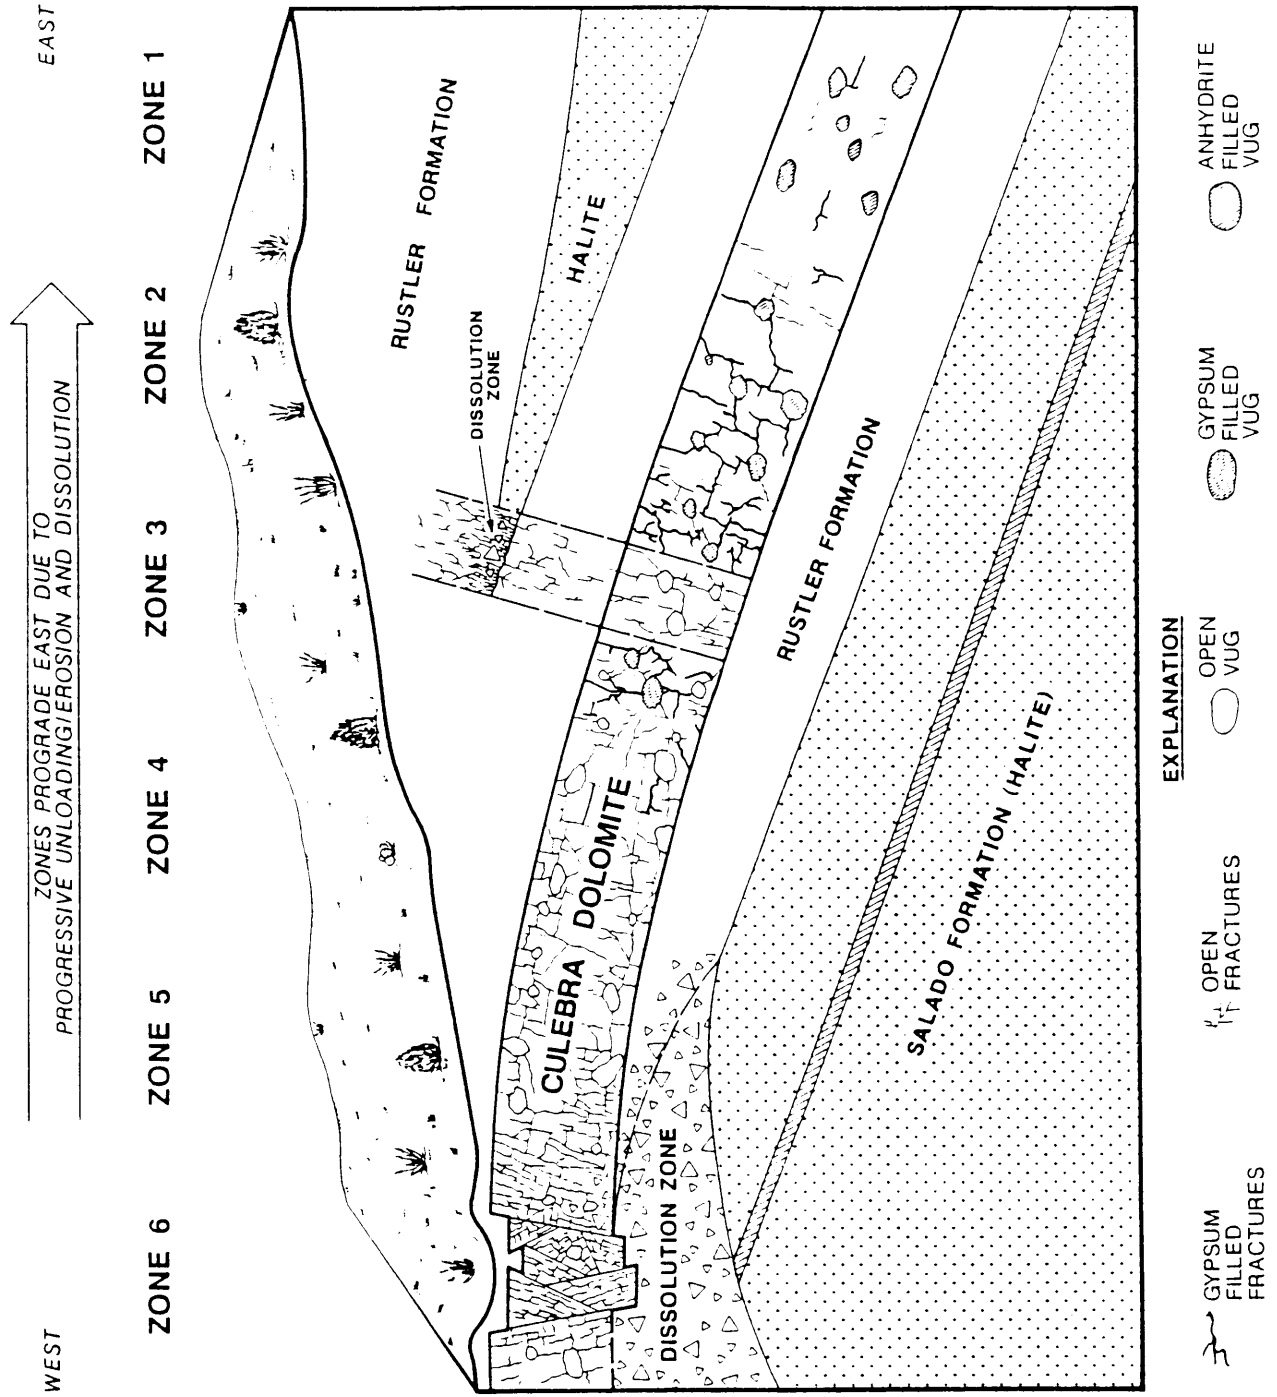 WEST
EAST
ZONES PROGRADE EAST DUE TO
PROGRESSIVE UNLOADING/EROSION AND DISSOLUTION
ZONE 6
ZONE 5
ZONE 4
ZONE 3
ZONE 2
ZONE 1
RUSTLER FORMATION
DISSOLUTION
ZONE
HALITE
CULEBRA DOLOMITE
DISSOLUTION ZONE
RUSTLER FORMATION
SALADO FORMATION (HALITE)
EXPLANATION
GYPSUM
FILLED
FRACTURES
OPEN
FRACTURES
OPEN
VUG
GYPSUM
FILLED
VUG
ANHYDRITE
FILLED
VUG